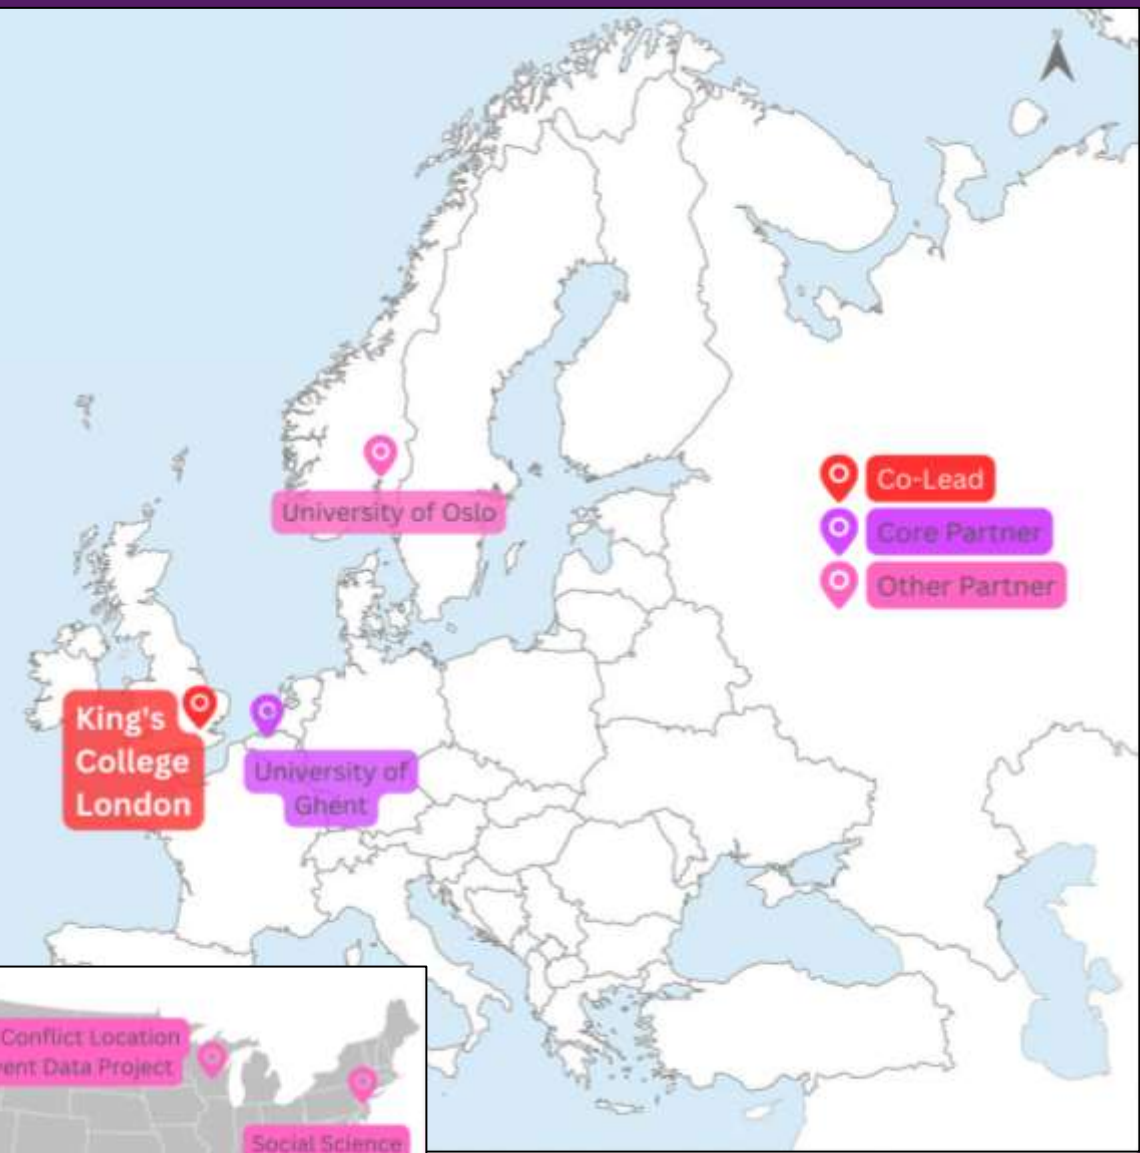 University of Oslo
Co-Lead
Core Partner
Other Partner
King's
College
London
University of
Ghent
Conflict Location
Data Project
Social Science